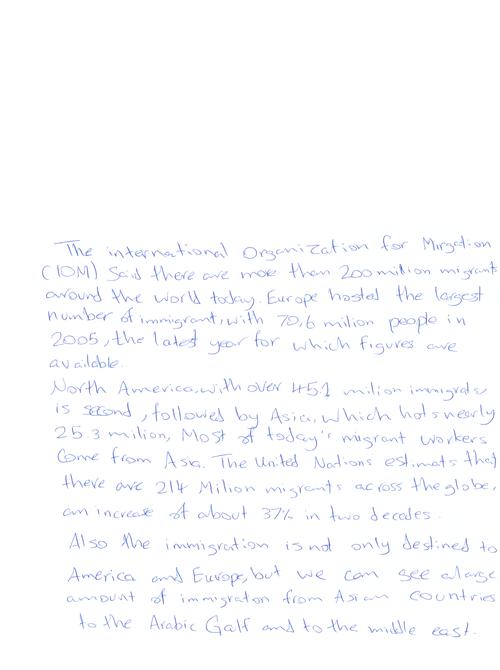 The international Organization for Mirgation
(IOM) Said there are more than 200 million migrants
around the world today. Europe hosted the largest
number of immigrant, with 70,6 milion people in
2005, the latest year for which figures are
available.
North America, with over 45.1 milion immigrats
is second, followed by Asia, which hots nearly
25.3 milion, Most of today's migrant workers
Come from Asia. The United Nations estimats that
there are 214 Milion migrants across the globe,
an increase of about 37% in two decades.
Also the immigration is not only destined to
America and Europe, but we can see alarge
amount of immigraton from Asian countries
to the Arabic Galf and to the middle east.